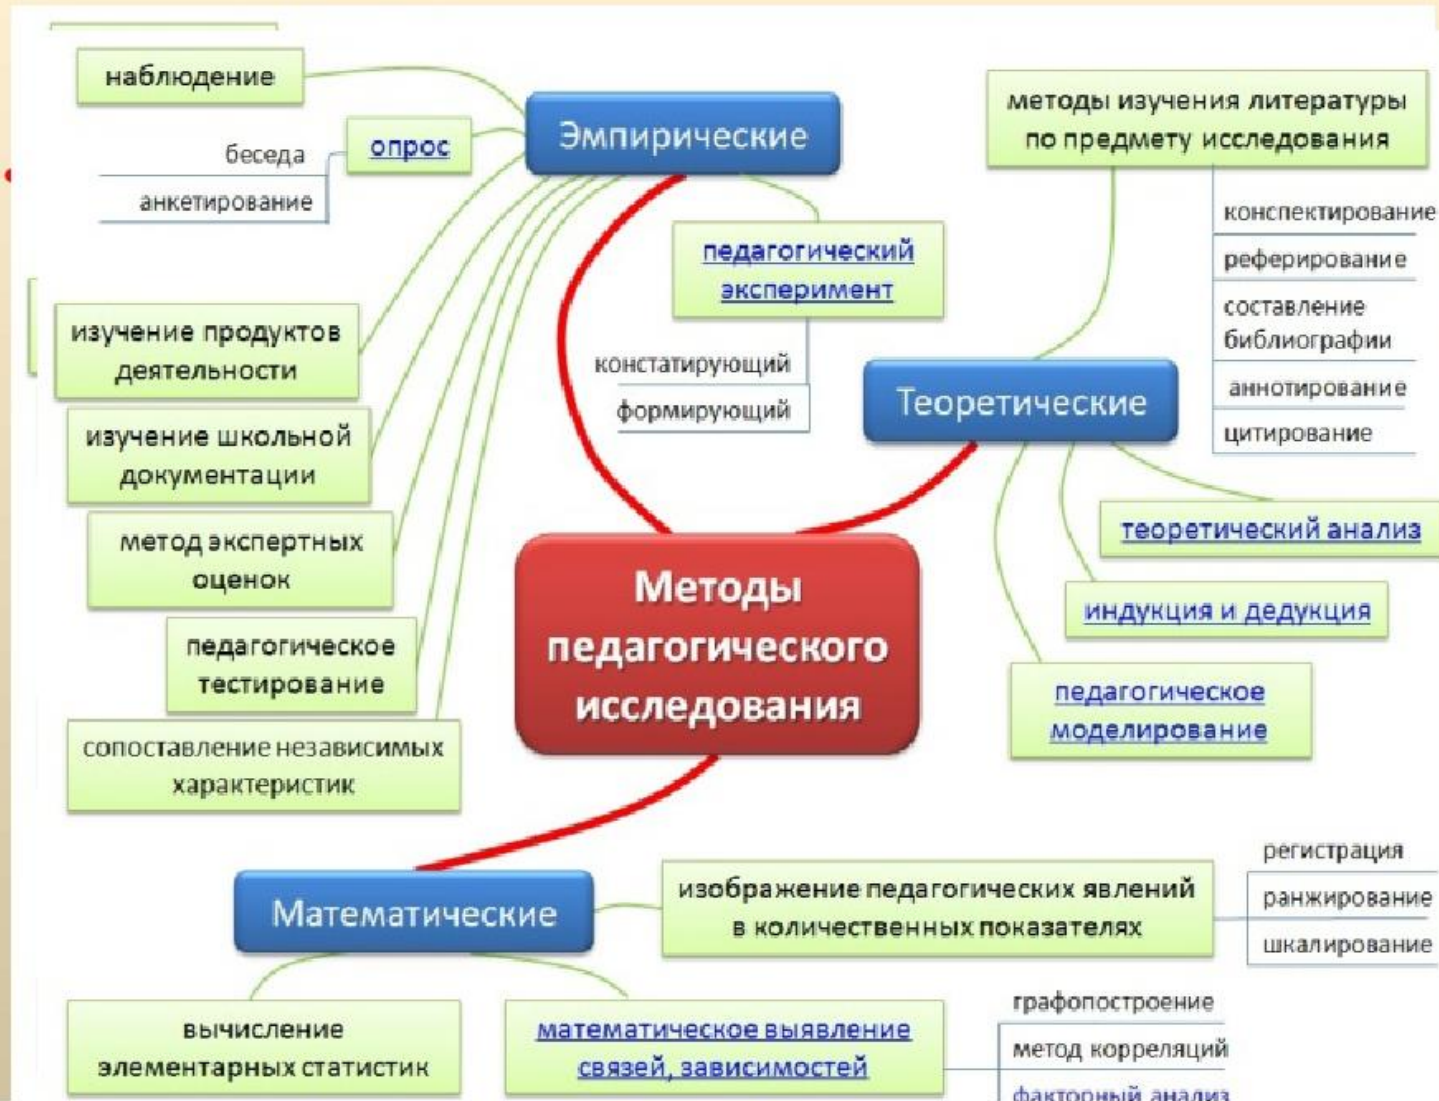 наблюдение
Эмпирические
опрос
беседа
анкетирование
методы изучения литературы
по предмету исследования
конспектирование
реферирование
составление
библиографии
аннотирование
цитирование
педагогический
эксперимент
констатирующий
формирующий
изучение продуктов
деятельности
изучение школьной
документации
метод экспертных
оценок
педагогическое
тестирование
сопоставление независимых
характеристик
Теоретические
теоретический анализ
индукция и дедукция
педагогическое
моделирование
Методы
педагогического
исследования
Математические
изображение педагогических явлений
в количественных показателях
регистрация
ранжирование
шкалирование
вычисление
элементарных статистик
математическое выявление
связей, зависимостей
графопостроение
метод корреляций
факторный анализ